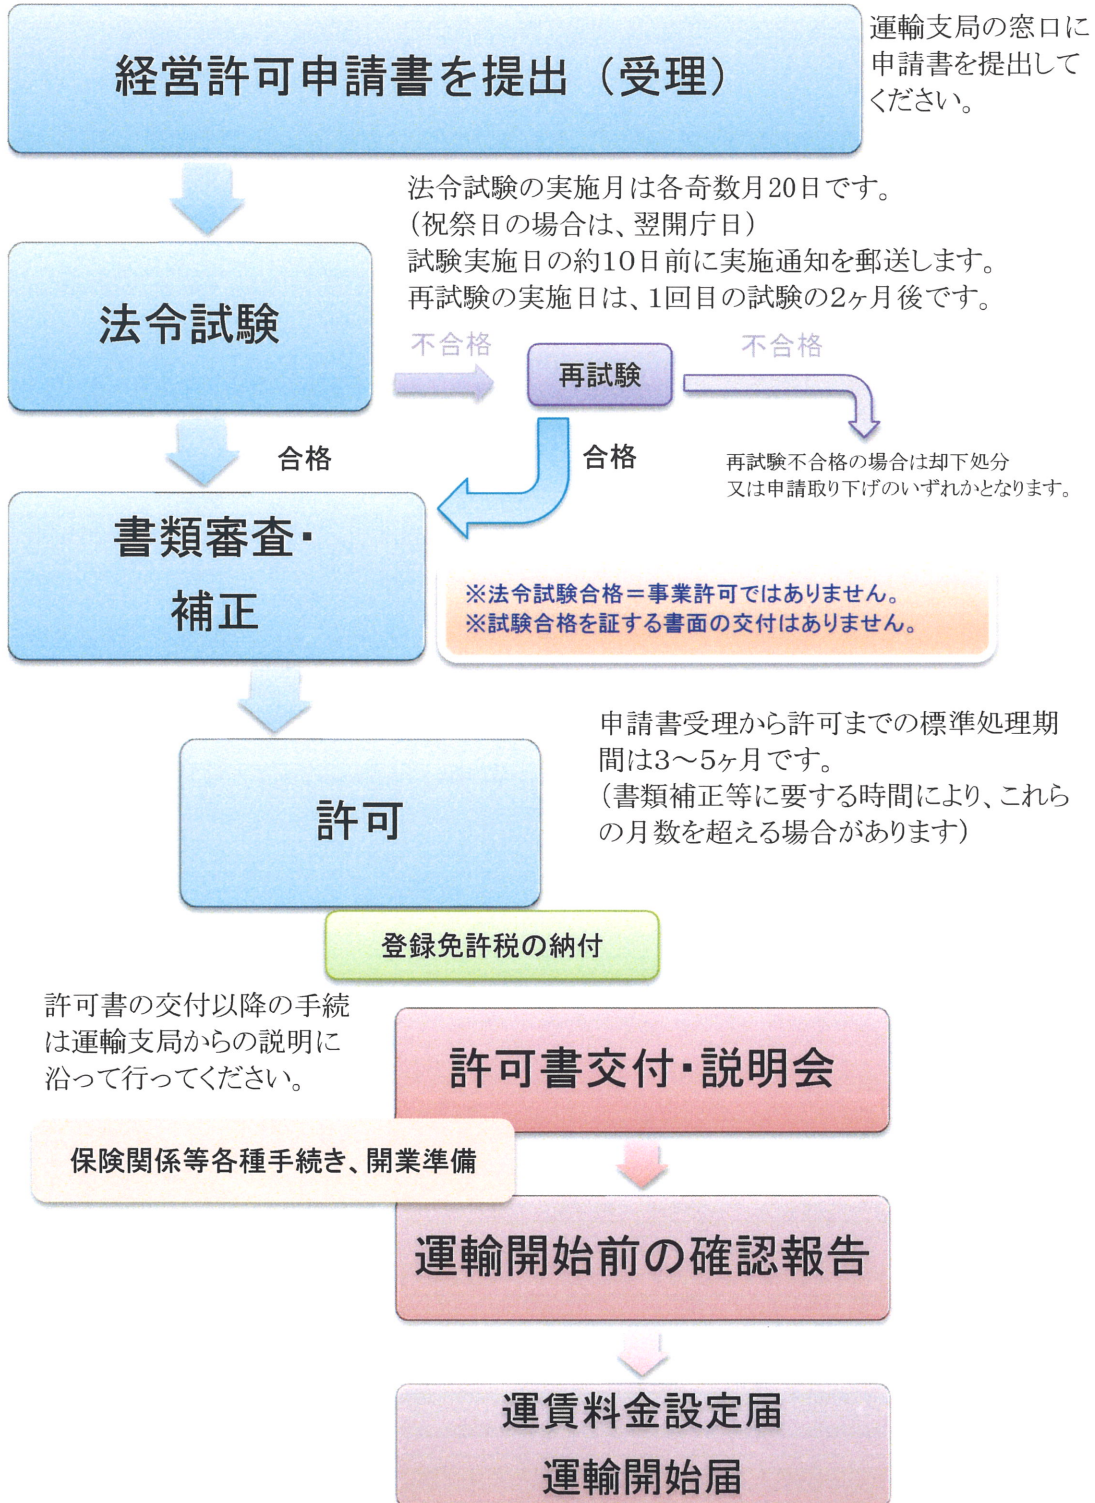 経営許可申請書を提出（受理）
運輸支局の窓口に
申請書を提出して
ください。
法令試験の実施月は各奇数月20日です。
（祝祭日の場合は、翌開庁日）
試験実施日の約10日前に実施通知を郵送します。
再試験の実施日は、1回目の試験の2ヶ月後です。
法令試験
不合格
再試験
不合格
合格
合格
再試験不合格の場合は却下処分
又は申請取り下げのいずれかとなります。
書類審査・
補正
※法令試験合格＝事業許可ではありません。
※試験合格を証する書面の交付はありません。
申請書受理から許可までの標準処理期
間は3～5ヶ月です。
（書類補正等に要する時間により、これら
の月数を超える場合があります）
許可
登録免許税の納付
許可書の交付以降の手続
は運輸支局からの説明に
沿って行ってください。
許可書交付・説明会
保険関係等各種手続き、開業準備
運輸開始前の確認報告
運賃料金設定届
運輸開始届